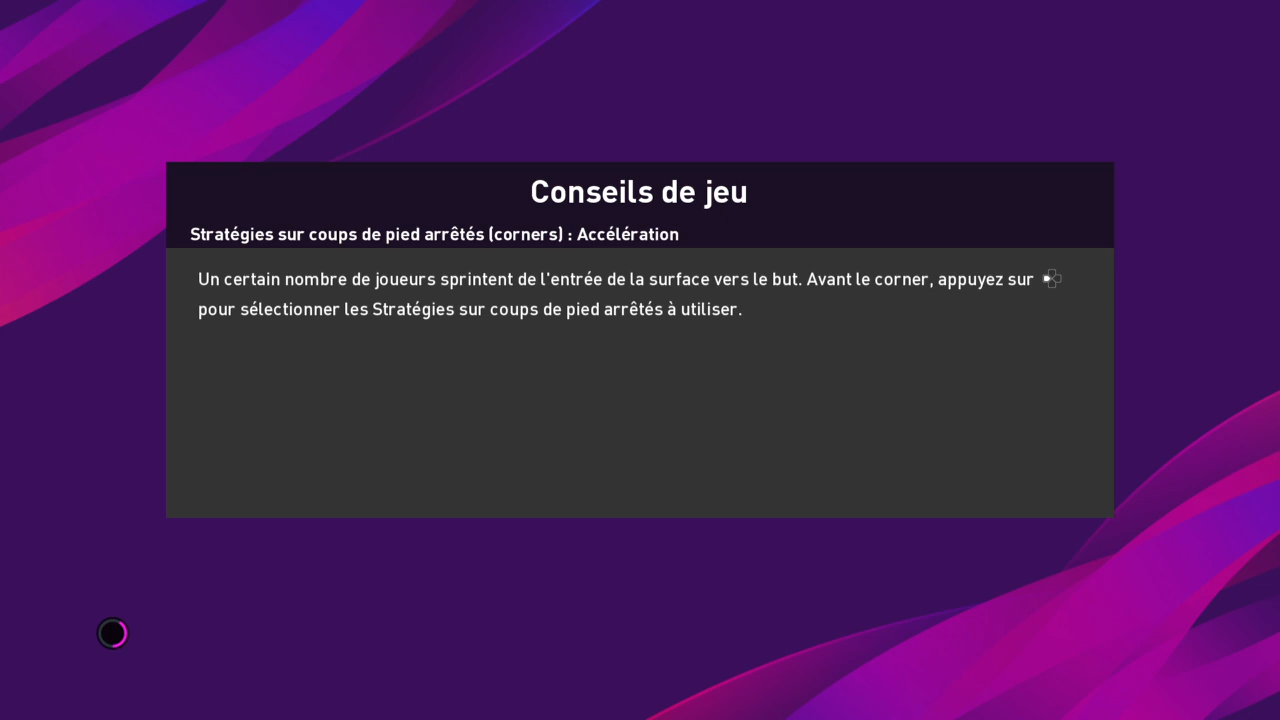 Conseils de jeu
Stratégies sur coups de pied arrêtés (corners) : Accélération
Un certain nombre de joueurs sprintent de l'entrée de la surface vers le but. Avant le corner, appuyez sur
pour sélectionner les Stratégies sur coups de pied arrêtés à utiliser.